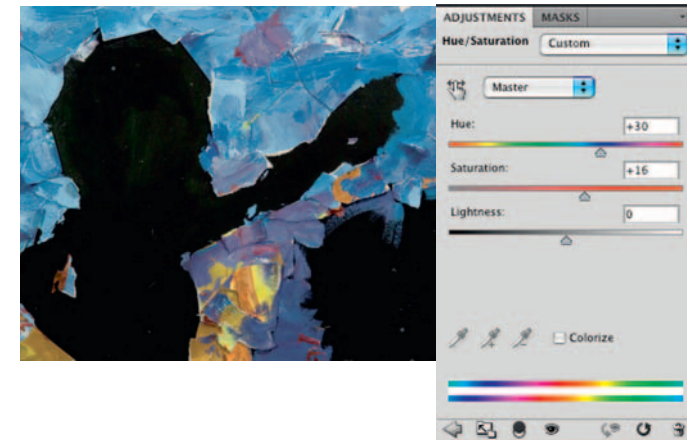 ADJUSTMENTS MASKS
Hue/Saturation Custom
Master
Hue: +30
Saturation: +16
Lightness: 0
Colorize